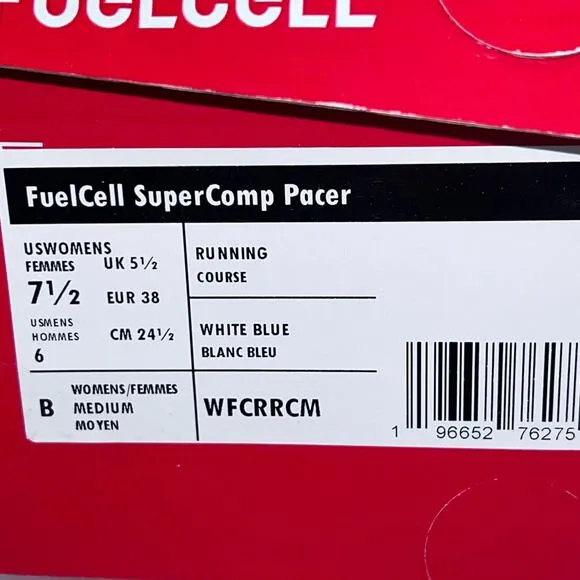 FUELCELL
FuelCell SuperComp Pacer
USWOMENS
FEMMES
UK 5½
7½
EUR 38
USMENS
HOMMES
6
CM 24½
RUNNING
COURSE
WHITE BLUE
BLANC BLEU
B
WOMENS/FEMMES
MEDIUM
MOYEN
WFCRRCM
1 96652 76275